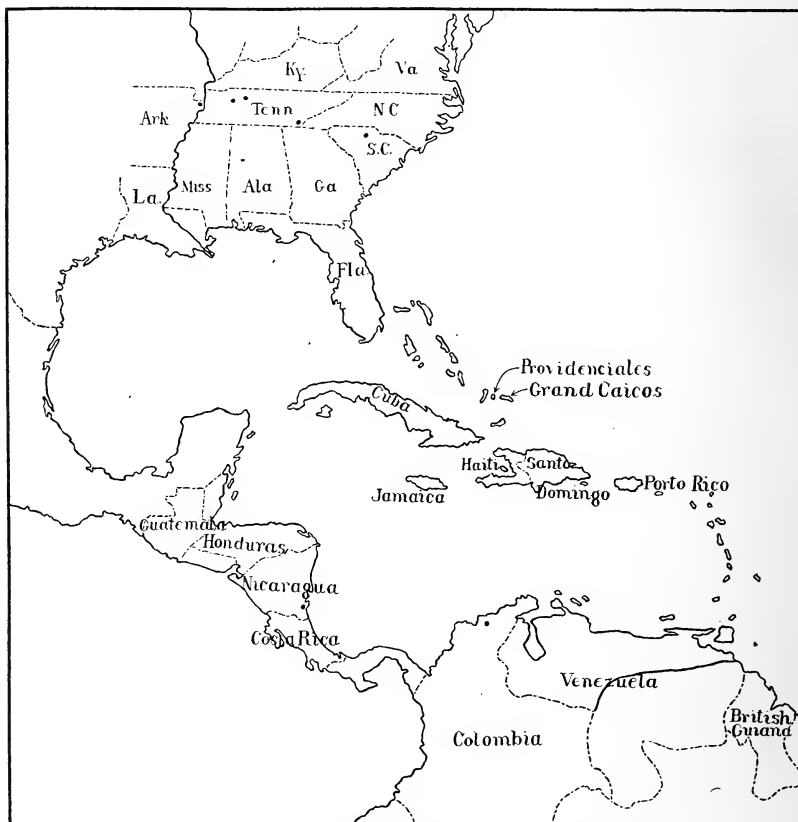 Ky
Va
Ark
Tenn
N C
S.C.
La.
Miss
Ala
Ga
Fla.
Providenciales
Grand Caicos
Cuba
Haiti
Santo
Domingo
Porto Rico
Jamaica
Guatemala
Honduras
Nicaragua
Costa Rica
Venezuela
Colombia
British
Guiana